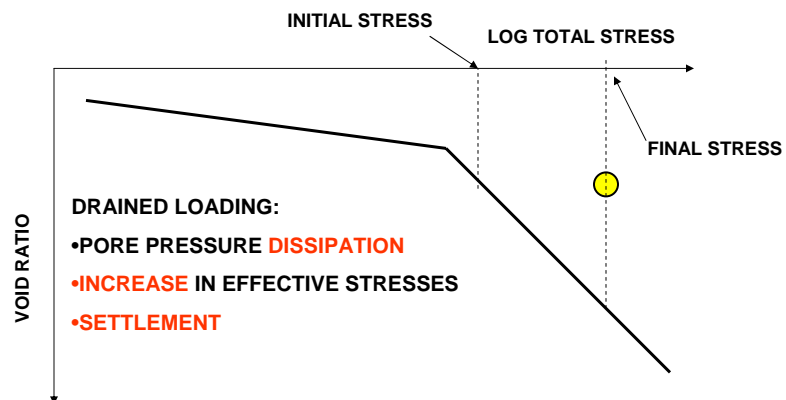 INITIAL STRESS
LOG TOTAL STRESS
FINAL STRESS
VOID RATIO
DRAINED LOADING:
•PORE PRESSURE DISSIPATION
•INCREASE IN EFFECTIVE STRESSES
•SETTLEMENT